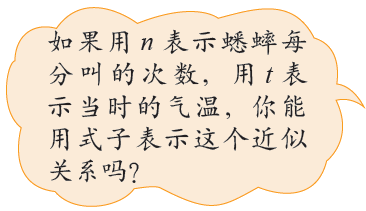 如果用 n 表示蟋蟀每
分叫的次数，用 t 表
示当时的气温，你能
用式子表示这个近似
关系吗？